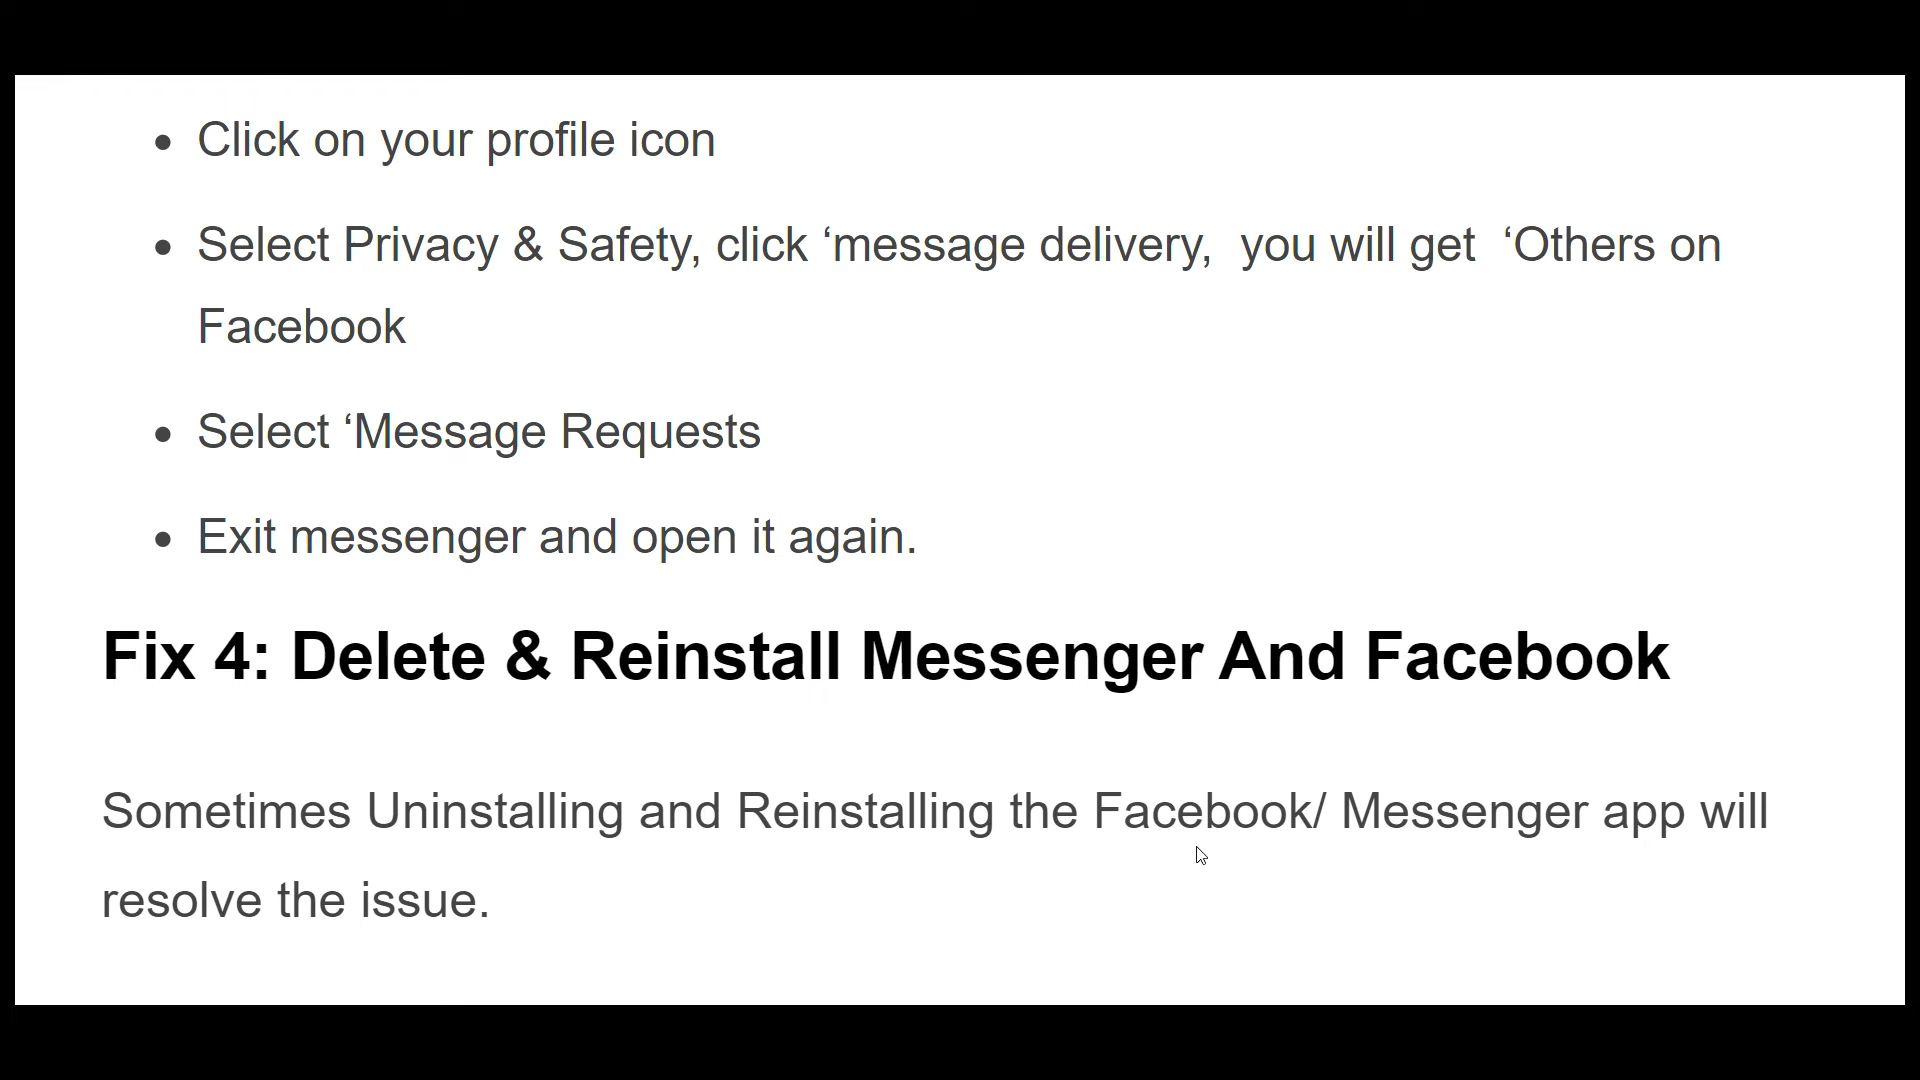 • Click on your profile icon
• Select Privacy & Safety, click ‘message delivery,  you will get  ‘Others on
Facebook
• Select ‘Message Requests
• Exit messenger and open it again.
Fix 4: Delete & Reinstall Messenger And Facebook
Sometimes Uninstalling and Reinstalling the Facebook/ Messenger app will
resolve the issue.